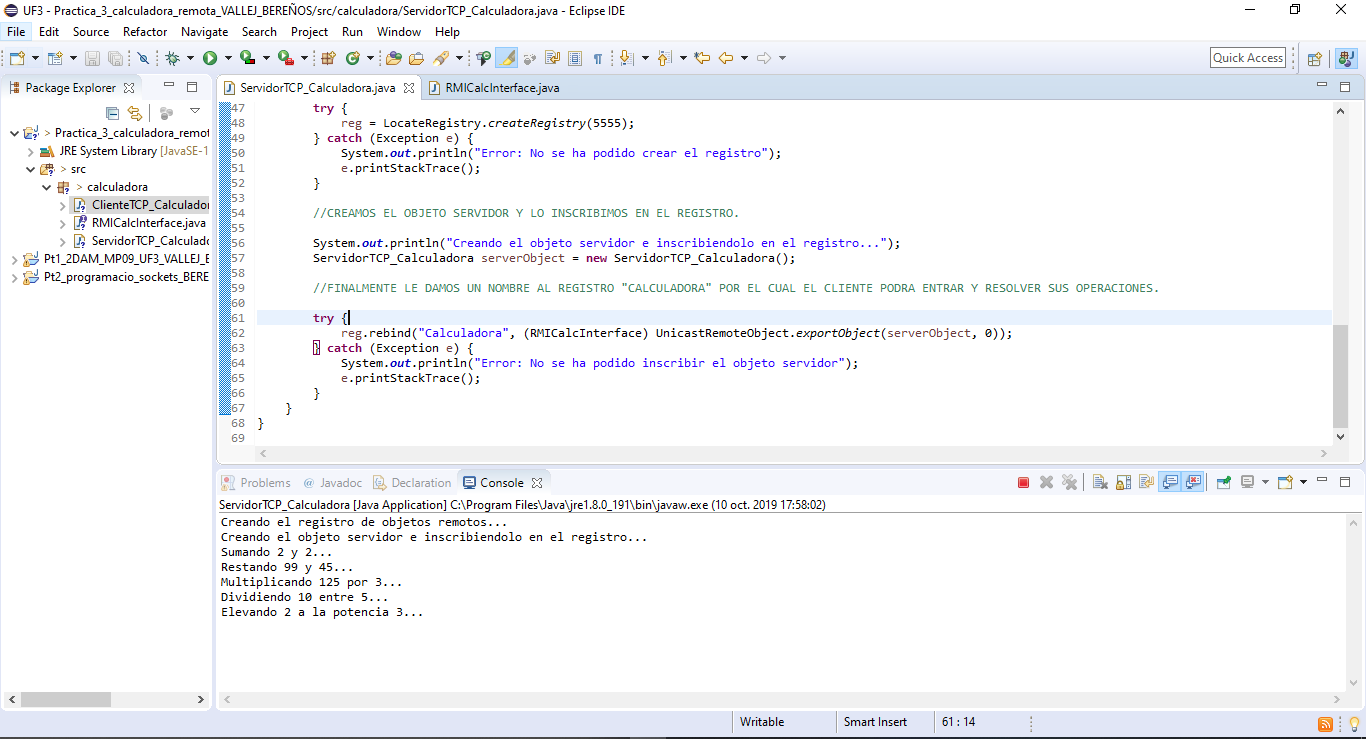 UF3 - Practica_3_calculadora_remota_VALLEJ_BEREÑOS/src/calculadora/ServidorTCP_Calculadora.java - Eclipse IDE
File Edit Source Refactor Navigate Search Project Run Window Help
Quick Access
Package Explorer
> Practica_3_calculadora_remot
JRE System Library [JavaSE-1
> src
> calculadora
ClienteTCP_Calculador
RMICalcInterface.java
ServidorTCP_Calculado
Pt1_2DAM_MP09_UF3_VALLEJ_E
Pt2_programacio_sockets_BERE
ServidorTCP_Calculadora.java RMICalcInterface.java
47 try {
48 reg = LocateRegistry.createRegistry(5555);
49 } catch (Exception e) {
50 System.out.println("Error: No se ha podido crear el registro");
51 e.printStackTrace();
52 }
53
54 //CREAMOS EL OBJETO SERVIDOR Y LO INSCRIBIMOS EN EL REGISTRO.
55
56 System.out.println("Creando el objeto servidor e inscribiendolo en el registro...");
57 ServidorTCP_Calculadora serverObject = new ServidorTCP_Calculadora();
58
59 //FINALMENTE LE DAMOS UN NOMBRE AL REGISTRO "CALCULADORA" POR EL CUAL EL CLIENTE PODRA ENTRAR Y RESOLVER SUS OPERACIONES.
60
61 try {
62 reg.rebind("Calculadora", (RMICalcInterface) UnicastRemoteObject.exportObject(serverObject, 0));
63 } catch (Exception e) {
64 System.out.println("Error: No se ha podido inscribir el objeto servidor");
65 e.printStackTrace();
66 }
67 }
68 }
69
Problems @ Javadoc Declaration Console
ServidorTCP_Calculadora [Java Application] C:\Program Files\Java\jre1.8.0_191\bin\javaw.exe (10 oct. 2019 17:58:02)
Creando el registro de objetos remotos...
Creando el objeto servidor e inscribiendolo en el registro...
Sumando 2 y 2...
Restando 99 y 45...
Multiplicando 125 por 3...
Dividiendo 10 entre 5...
Elevando 2 a la potencia 3...
Writable Smart Insert 61 : 14